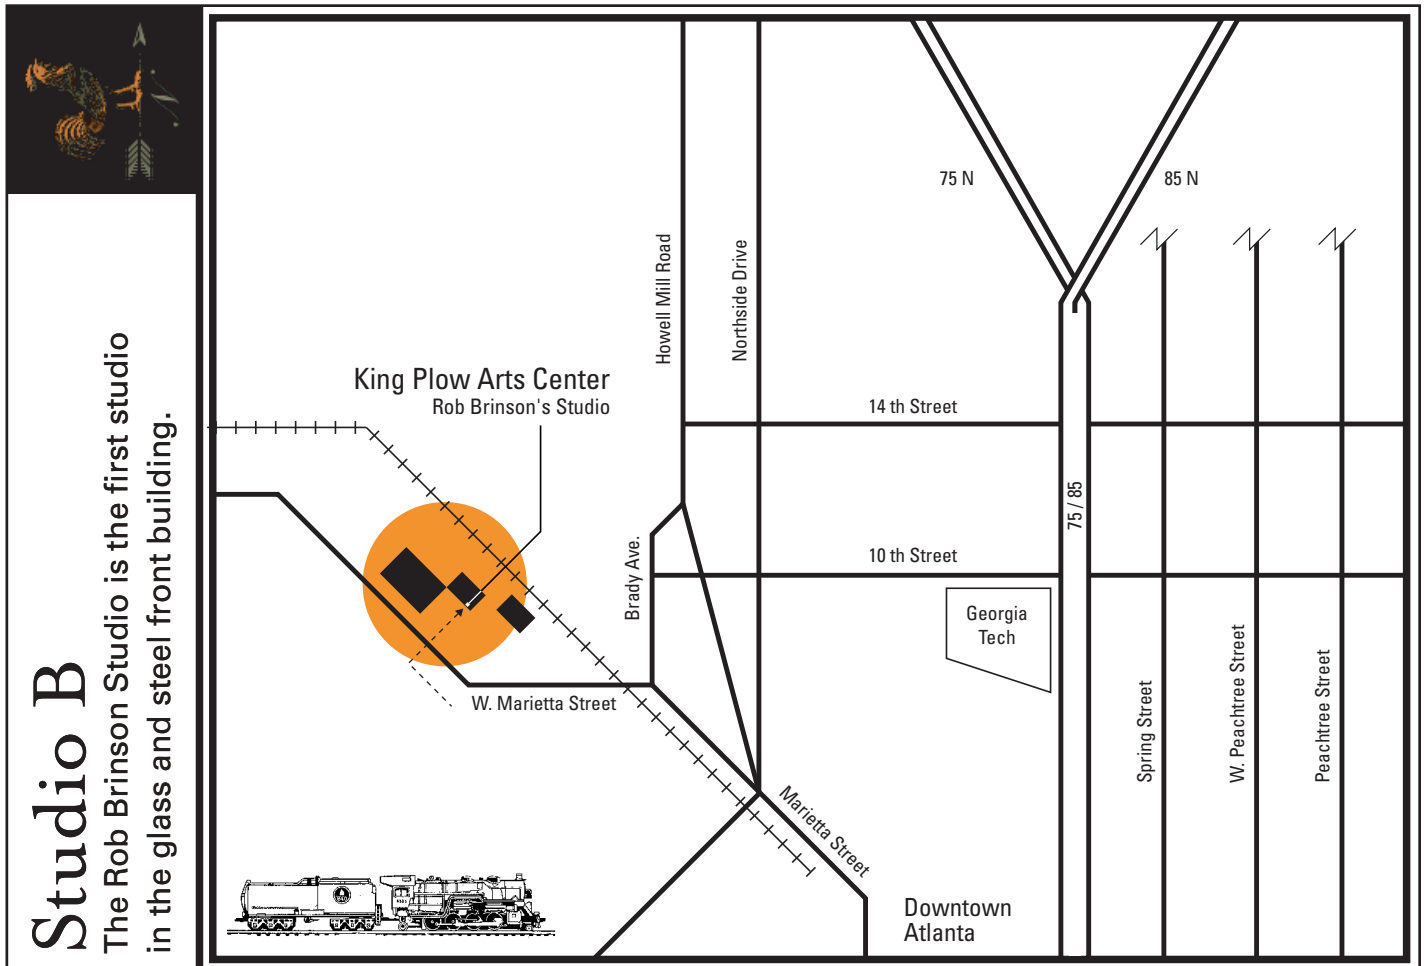 Studio B
The Rob Brinson Studio is the first studio
in the glass and steel front building.
75 N
85 N
Howell Mill Road
Northside Drive
King Plow Arts Center
Rob Brinson's Studio
14 th Street
75 / 85
10 th Street
Brady Ave.
Georgia
Tech
W. Marietta Street
Spring Street
W. Peachtree Street
Peachtree Street
Marietta Street
Downtown
Atlanta